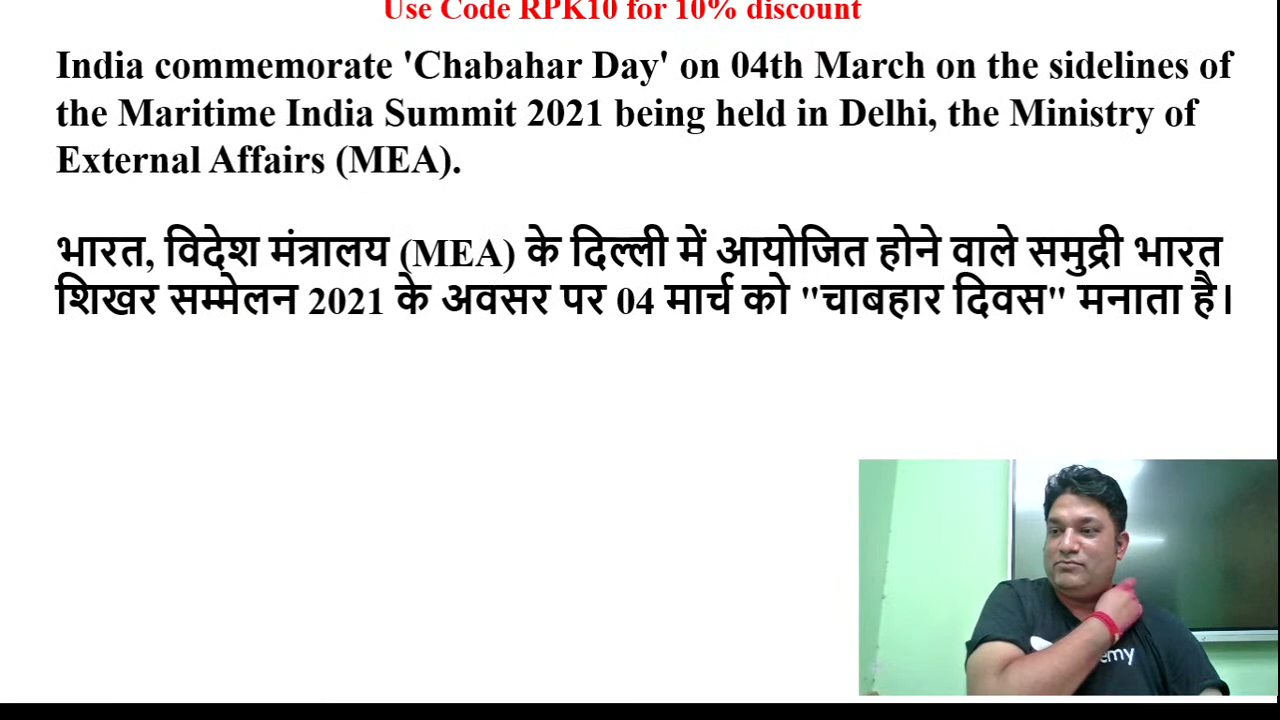 Use Code RPK10 for 10% discount
India commemorate 'Chabahar Day' on 04th March on the sidelines of
the Maritime India Summit 2021 being held in Delhi, the Ministry of
External Affairs (MEA).
भारत, विदेश मंत्रालय (MEA) के दिल्ली में आयोजित होने वाले समुद्री भारत
शिखर सम्मेलन 2021 के अवसर पर 04 मार्च को "चाबहार दिवस" मनाता है।